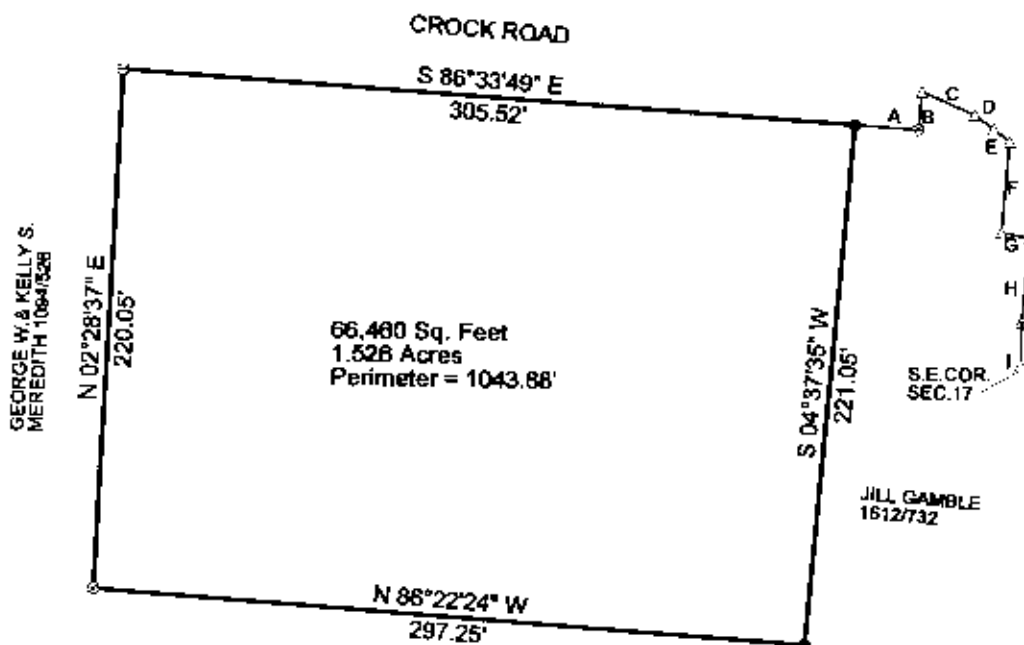 CROCK ROAD
S 86°33'49" E
305.52'
A
B
C
D
E
F
G
H
I
GEORGE W.& KELLY S.
MEREDITH
N 02°28'37" E
220.05'
66,460 Sq. Feet
1.526 Acres
Perimeter = 1043.88'
S 04°37'35" W
221.05'
S.E.COR.
SEC.17
JILL GAMBLE
1612/732
N 86°22'24" W
297.25'